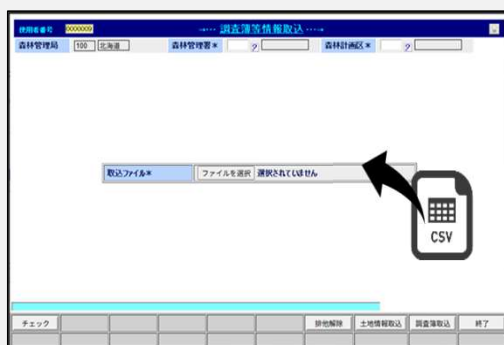 使用者番号 0000009 →… 調査簿等情報取込 …→
森林管理局 100 北海道 森林管理署* ? 森林計画区* ?
取込ファイル* ファイルを選択 選択されていません
CSV
チェック 排他解除 土地情報取込 調査簿取込 終了